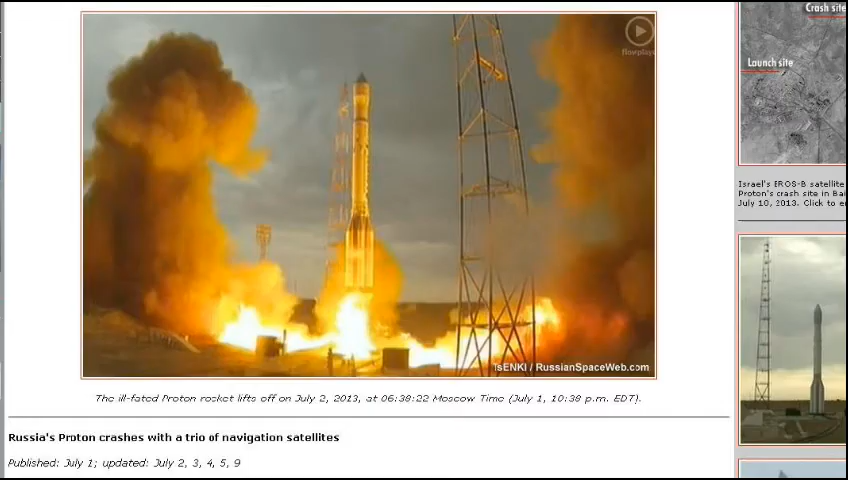 Crash site
Launch site
flowplayer
TsENKI / RussianSpaceWeb.com
Israel's EROS-B satellite
Proton's crash site in Bai
July 10, 2013. Click to en
The ill-fated Proton rocket lifts off on July 2, 2013, at 06:38:22 Moscow Time (July 1, 10:38 p.m. EDT).
Russia's Proton crashes with a trio of navigation satellites
Published: July 1; updated: July 2, 3, 4, 5, 9